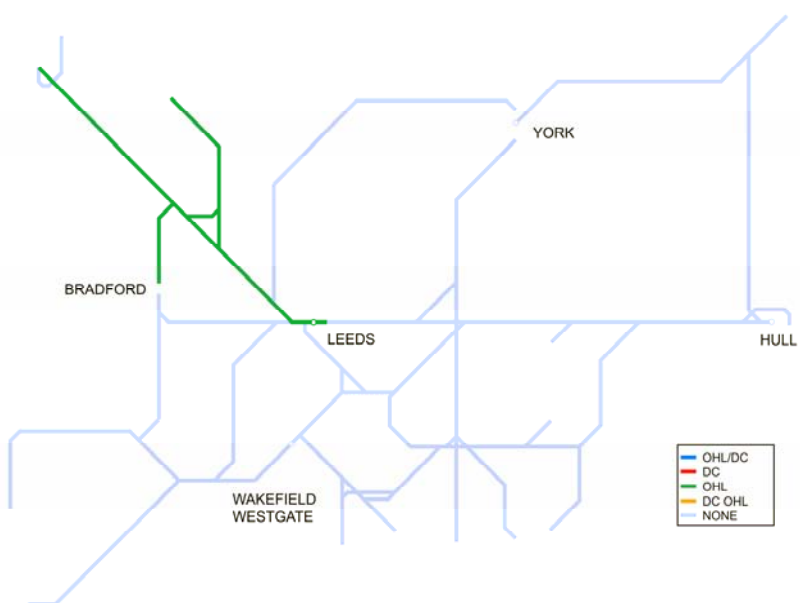 YORK
BRADFORD
LEEDS
HULL
WAKEFIELD
WESTGATE
OHL/DC
DC
OHL
DC OHL
NONE